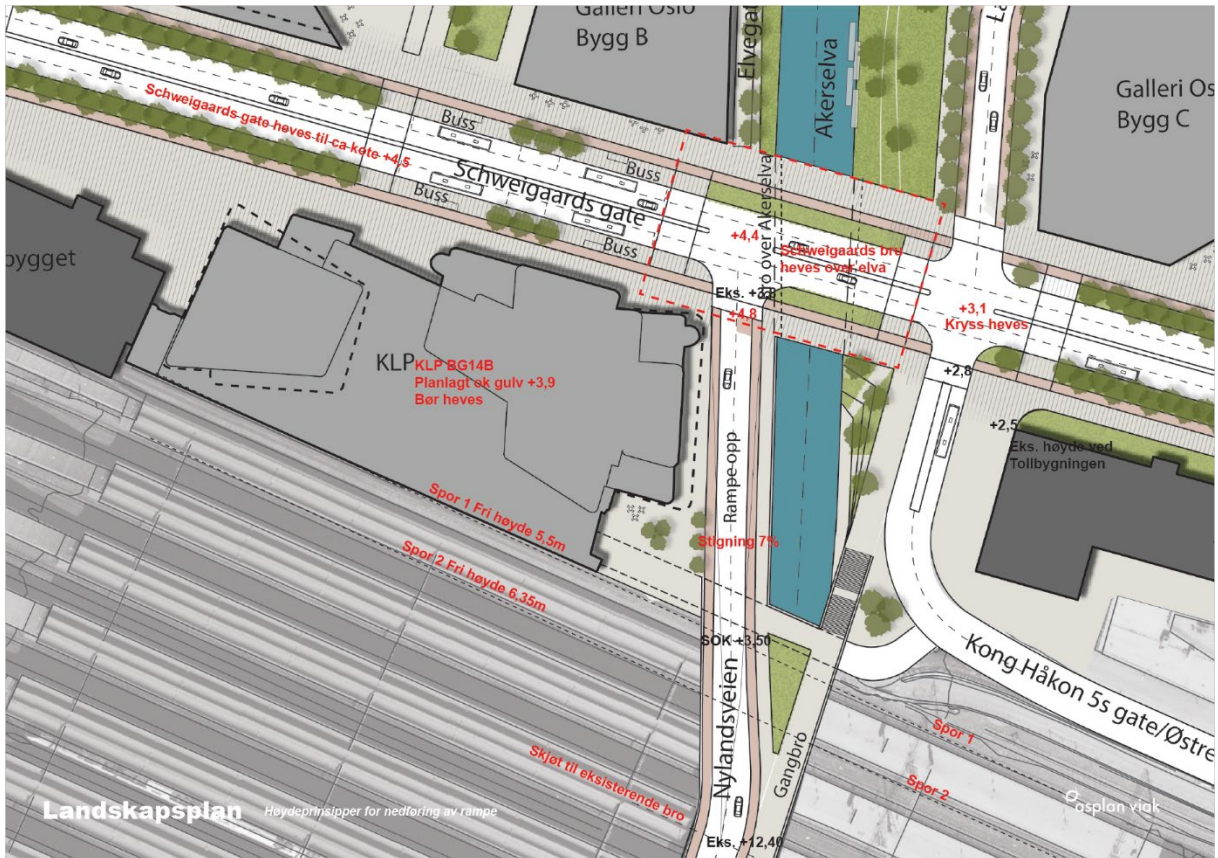 Galleri Oslo
Bygg B
Elvegat
Akerselva
La
Galleri Os
Bygg C
Schweigaards gate heves til ca kote +4,5
Buss
Buss
Schweigaards gate
Buss
Buss
bro over Akerselva
+4,4
Schweigaards bru
heves over elva
Eks. +3,8
+4,8
+3,1
Kryss heves
bygget
KLP
KLP BG14B
Planlagt ok gulv +3,9
Bør heves
+2,8
+2,5
Eks. høyde ved
Tollbygningen
Rampe opp
Spor 1 Fri høyde 5,5m
Spor 2 Fri høyde 6,35m
Stigning 7%
SOK +3,50
Kong Håkon 5s gate/Østre
Nylandsveien
Gangbro
Spor 1
Spor 2
Skjøt til eksisterende bro
Landskapsplan
Høydeprinsipper for nedføring av rampe
asplan viak
Eks. +12,40